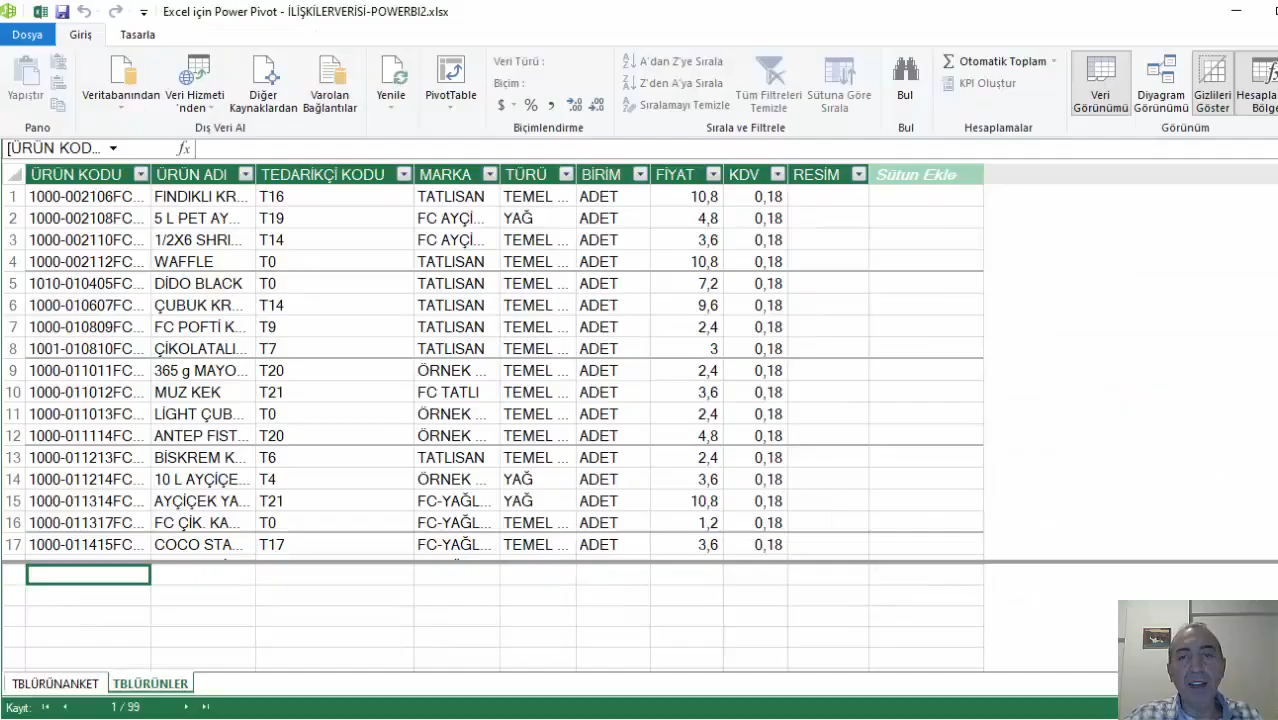 Excel için Power Pivot - İLİŞKİLERVERİSİ-POWERBI2.xlsx
Dosya Giriş Tasarla
Yapıştır
Pano
Veritabanından
Veri Hizmeti 'nden
Diğer Kaynaklardan
Varolan Bağlantılar
Dış Veri Al
Yenile
PivotTable
Veri Türü :
Biçim :
$ % ,
Biçimlendirme
A'dan Z'ye Sırala
Z'den A'ya Sırala
Sıralamayı Temizle
Tüm Filtreleri Temizle
Sütuna Göre Sırala
Sırala ve Filtrele
Bul
Bul
Otomatik Toplam
KPI Oluştur
Hesaplamalar
Veri Görünümü
Diyagram Görünümü
Gizlileri Göster
Hesapla
Bölg
Görünüm
[ÜRÜN KOD... fx
ÜRÜN KODU ÜRÜN ADI TEDARİKÇİ KODU MARKA TÜRÜ BİRİM FİYAT KDV RESİM Sütun Ekle
1 1000-002106FC... FINDIKLI KR... T16 TATLISAN TEMEL ... ADET 10,8 0,18
2 1000-002108FC... 5 L PET AY... T19 FC AYÇİ... YAĞ ADET 4,8 0,18
3 1000-002110FC... 1/2X6 SHRI... T14 FC AYÇİ... TEMEL ... ADET 3,6 0,18
4 1000-002112FC... WAFFLE T0 TATLISAN TEMEL ... ADET 10,8 0,18
5 1010-010405FC... DİDO BLACK T0 TATLISAN TEMEL ... ADET 7,2 0,18
6 1000-010607FC... ÇUBUK KR... T14 TATLISAN TEMEL ... ADET 9,6 0,18
7 1000-010809FC... FC POFTİ K... T9 TATLISAN TEMEL ... ADET 2,4 0,18
8 1001-010810FC... ÇİKOLATALI... T7 TATLISAN TEMEL ... ADET 3 0,18
9 1000-011011FC... 365 g MAYO... T20 ÖRNEK ... TEMEL ... ADET 2,4 0,18
10 1000-011012FC... MUZ KEK T21 FC TATLI TEMEL ... ADET 3,6 0,18
11 1000-011013FC... LİGHT ÇUB... T0 ÖRNEK ... TEMEL ... ADET 2,4 0,18
12 1000-011114FC... ANTEP FIST... T20 ÖRNEK ... TEMEL ... ADET 4,8 0,18
13 1000-011213FC... BİSKREM K... T6 TATLISAN TEMEL ... ADET 2,4 0,18
14 1000-011214FC... 10 L AYÇİÇE... T4 ÖRNEK ... YAĞ ADET 3,6 0,18
15 1000-011314FC... AYÇİÇEK YA... T21 FC-YAĞL... YAĞ ADET 10,8 0,18
16 1000-011317FC... FC ÇİK. KA... T0 FC-YAĞL... TEMEL ... ADET 1,2 0,18
17 1000-011415FC... COCO STA... T17 FC-YAĞL... TEMEL ... ADET 3,6 0,18
TBLÜRÜNANKET TBLÜRÜNLER
Kayıt: 1 / 99